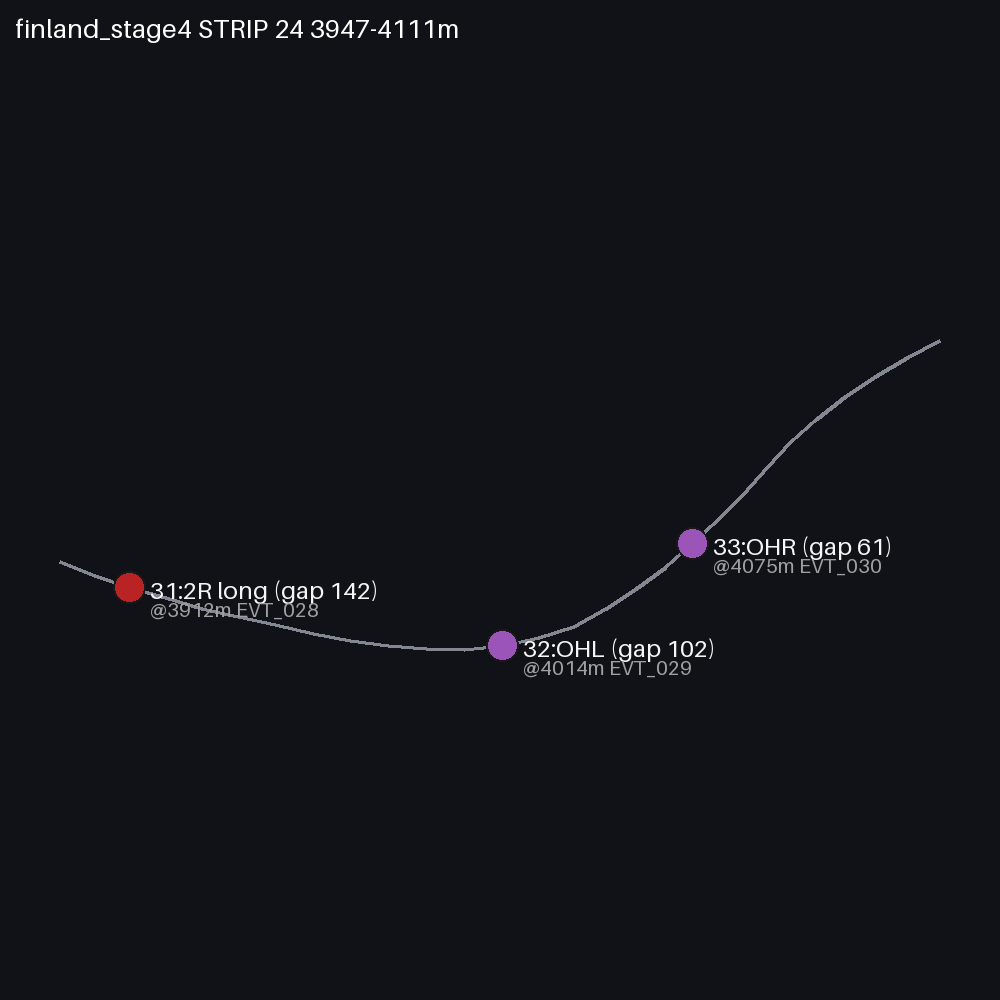 finland_stage4 STRIP 24 3947-4111m
33:OHR (gap 61)
@4075m EVT_030
31:2R long (gap 142)
@3912m EVT_028
32:OHL (gap 102)
@4014m EVT_029